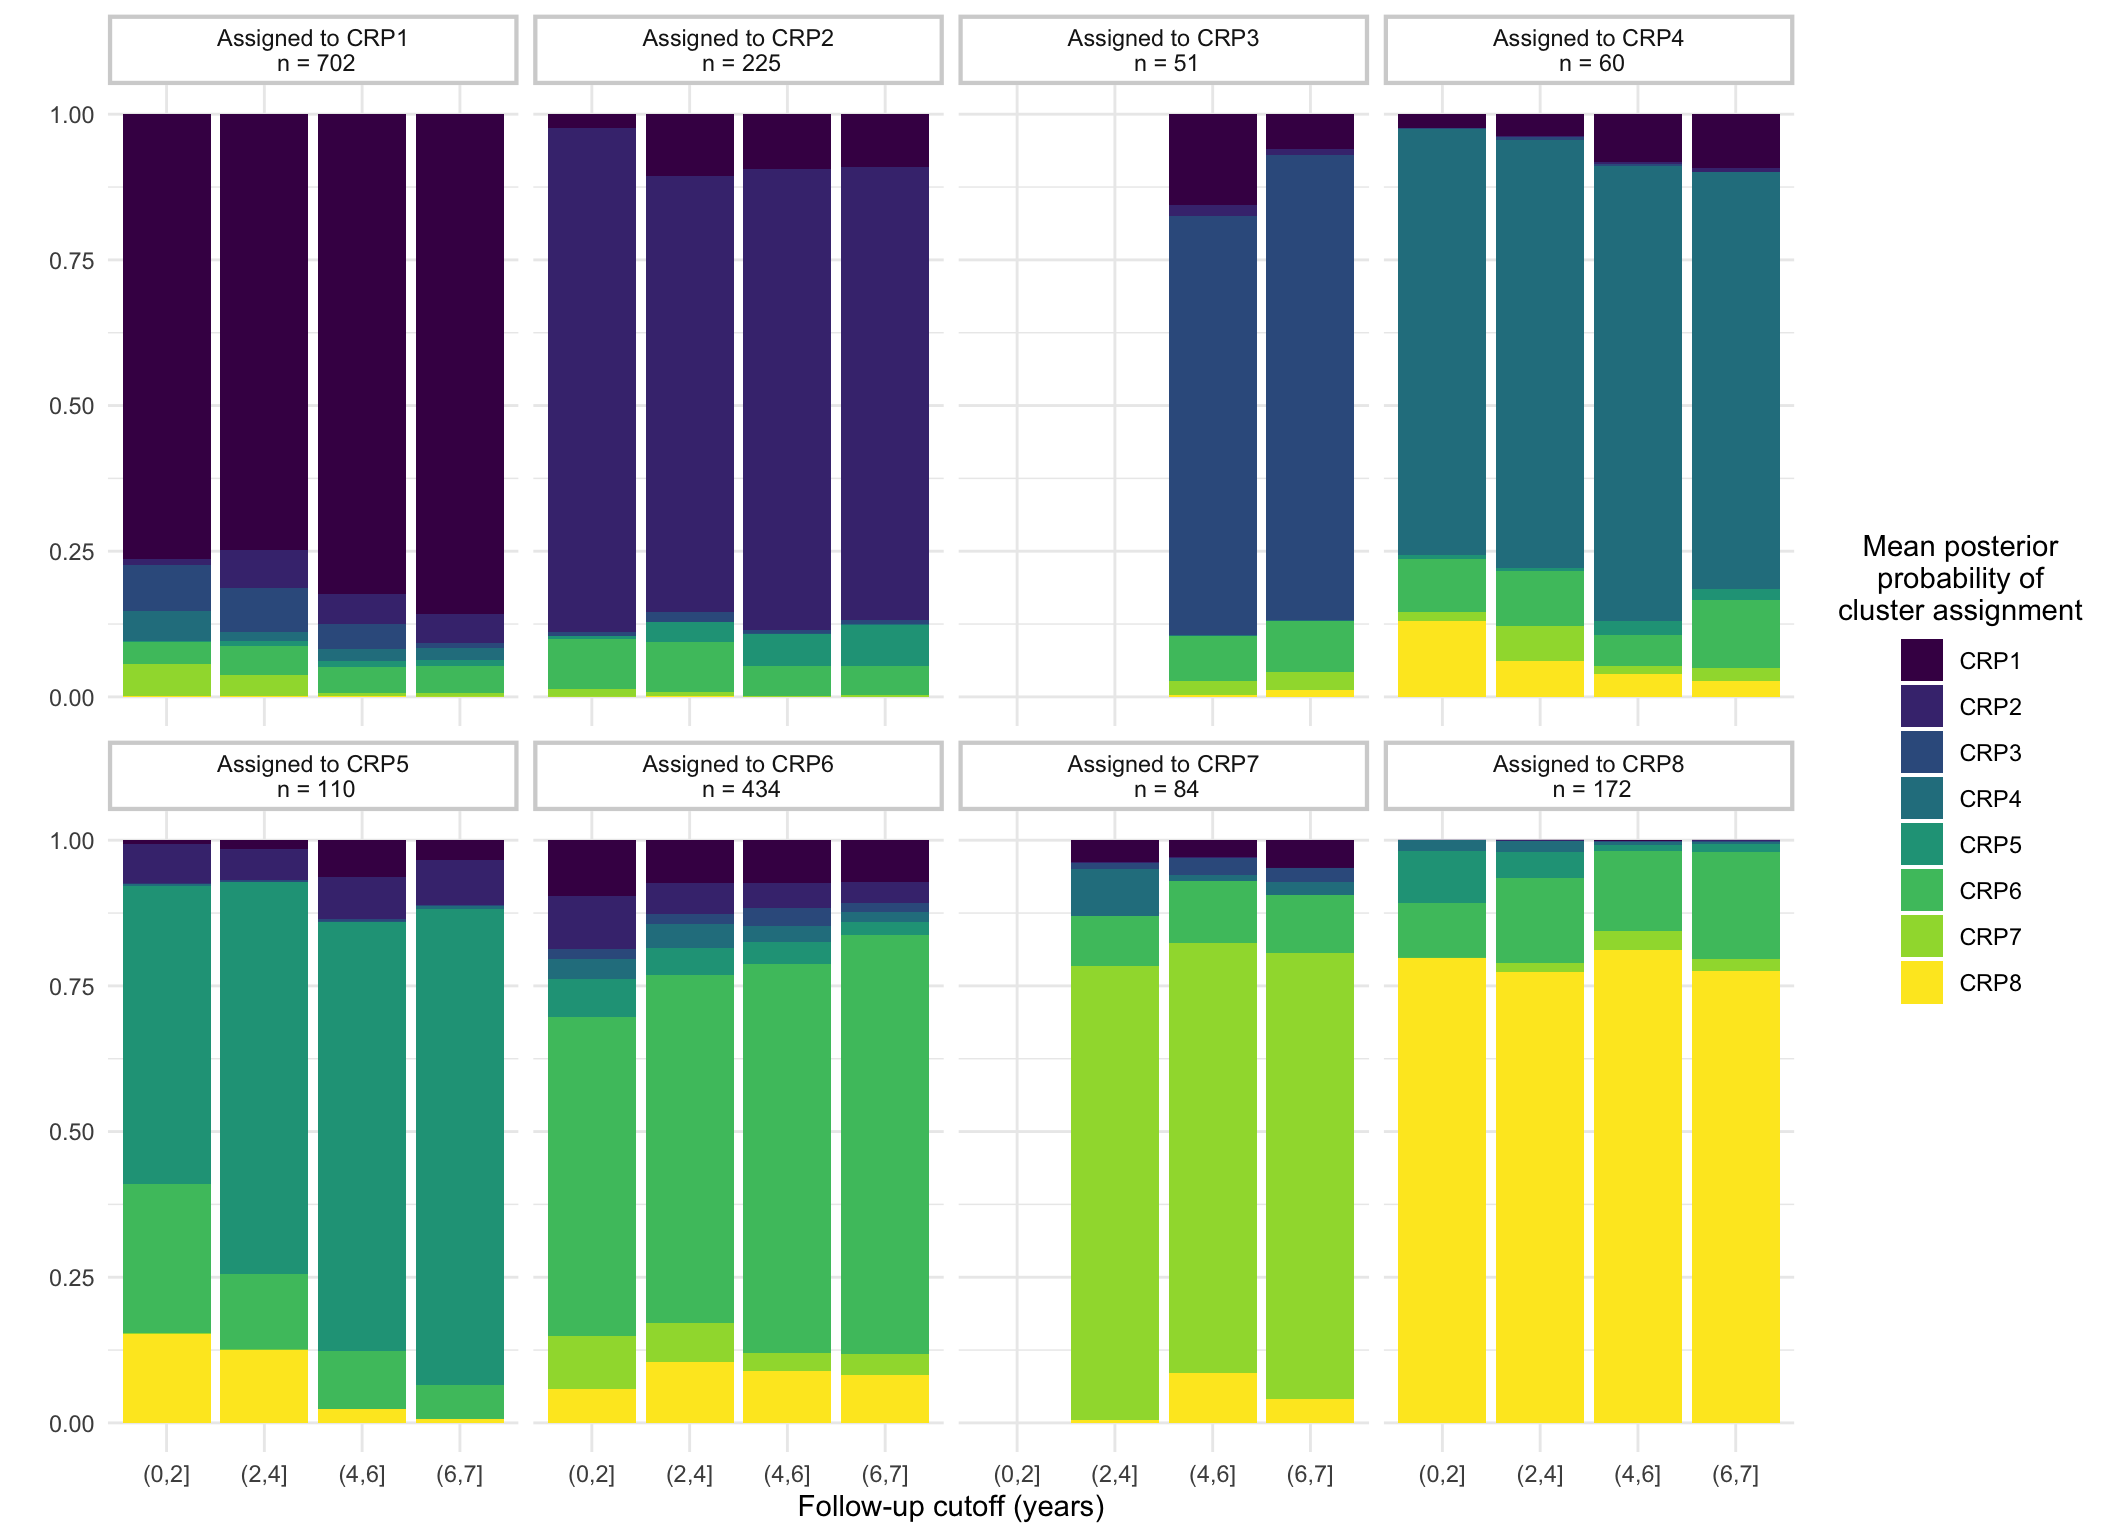 Assigned to CRP1
n = 702
Assigned to CRP2
n = 225
Assigned to CRP3
n = 51
Assigned to CRP4
n = 60
1.00
0.75
0.50
0.25
0.00
Assigned to CRP5
n = 110
Assigned to CRP6
n = 434
Assigned to CRP7
n = 84
Assigned to CRP8
n = 172
1.00
0.75
0.50
0.25
0.00
(0,2] (2,4] (4,6] (6,7] (0,2] (2,4] (4,6] (6,7] (0,2] (2,4] (4,6] (6,7] (0,2] (2,4] (4,6] (6,7]
Follow-up cutoff (years)
Mean posterior
probability of
cluster assignment
CRP1
CRP2
CRP3
CRP4
CRP5
CRP6
CRP7
CRP8